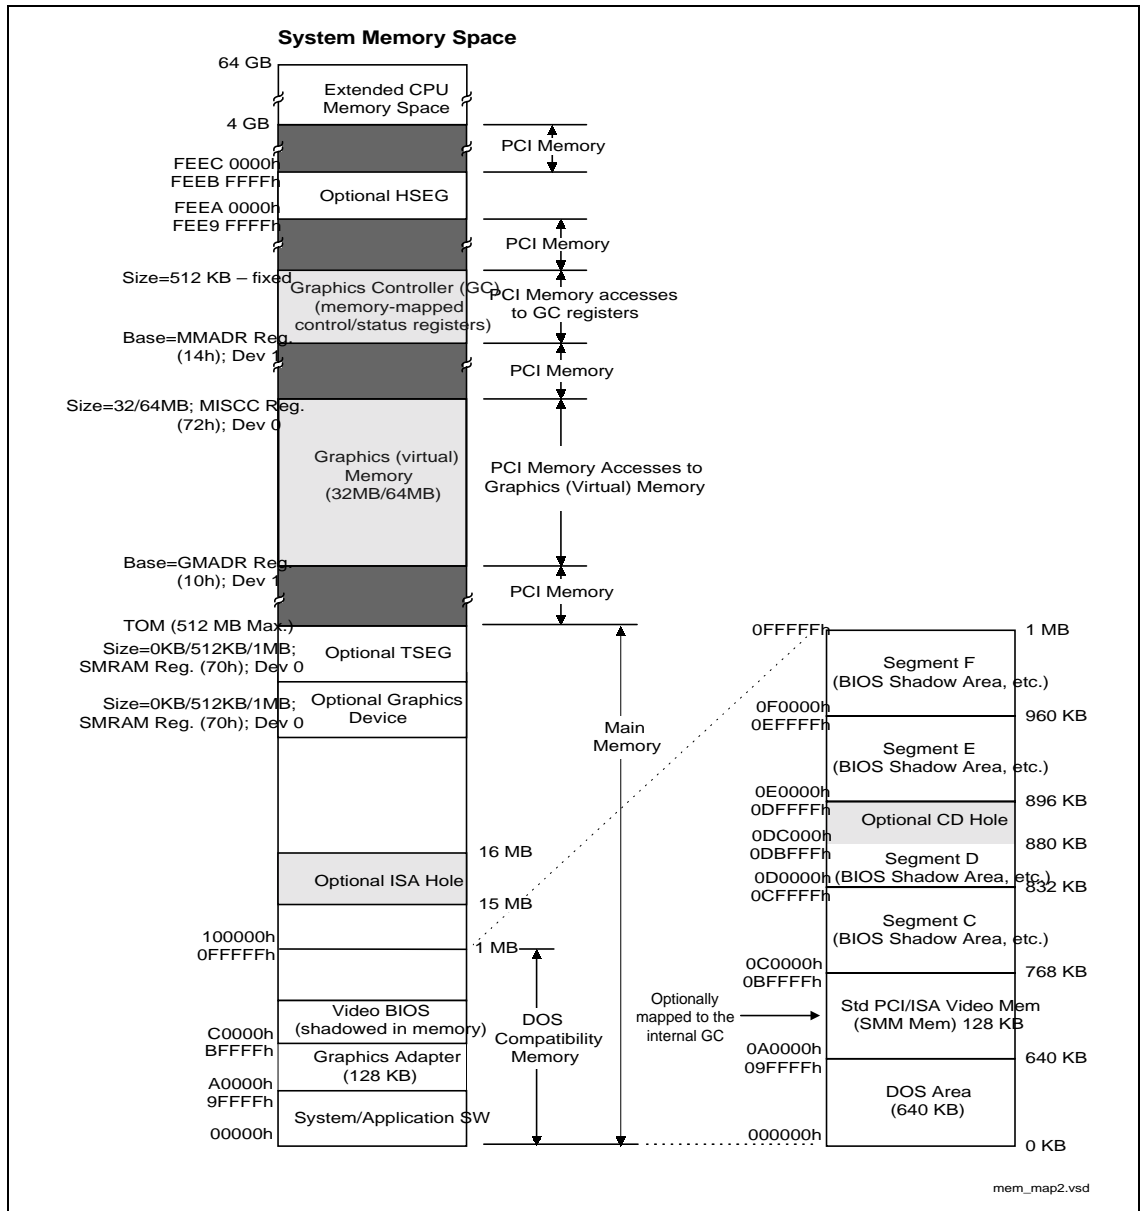 System Memory Space
64 GB
Extended CPU
Memory Space
4 GB
PCI Memory
FEEC 0000h
FEEB FFFFh
Optional HSEG
FEEA 0000h
FEE9 FFFFh
PCI Memory
Size=512 KB – fixed
Graphics Controller (GC)
(memory-mapped
control/status registers)
PCI Memory accesses
to GC registers
Base=MMADR Reg.
(14h); Dev 1
PCI Memory
Size=32/64MB; MISCC Reg.
(72h); Dev 0
Graphics (virtual)
Memory
(32MB/64MB)
PCI Memory Accesses to
Graphics (Virtual) Memory
Base=GMADR Reg.
(10h); Dev 1
PCI Memory
TOM (512 MB Max.)
Size=0KB/512KB/1MB;
SMRAM Reg. (70h); Dev 0
Optional TSEG
Size=0KB/512KB/1MB;
SMRAM Reg. (70h); Dev 0
Optional Graphics
Device
Main
Memory
16 MB
Optional ISA Hole
15 MB
100000h
0FFFFFh
1 MB
Video BIOS
(shadowed in memory)
C0000h
BFFFFh
Graphics Adapter
(128 KB)
A0000h
9FFFFh
System/Application SW
00000h
DOS
Compatibility
Memory
0FFFFFh
1 MB
Segment F
(BIOS Shadow Area, etc.)
0F0000h
0EFFFFh
960 KB
Segment E
(BIOS Shadow Area, etc.)
0E0000h
0DFFFFh
896 KB
Optional CD Hole
0DC000h
0DBFFFh
880 KB
Segment D
(BIOS Shadow Area, etc.)
0D0000h
0CFFFFh
832 KB
Segment C
(BIOS Shadow Area, etc.)
0C0000h
0BFFFFh
768 KB
Optionally
mapped to the
internal GC
Std PCI/ISA Video Mem
(SMM Mem) 128 KB
0A0000h
09FFFFh
640 KB
DOS Area
(640 KB)
000000h
0 KB
mem_map2.vsd